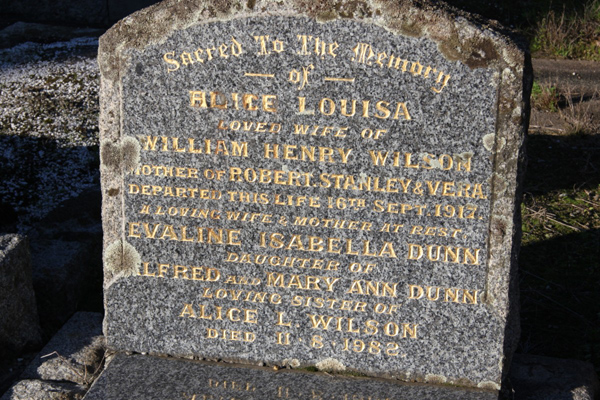 Sacred To The Memory
— of —
ALICE LOUISA
LOVED WIFE OF
WILLIAM HENRY WILSON
MOTHER OF ROBERT, STANLEY & VERA
DEPARTED THIS LIFE 16TH SEPT. 1917.
A LOVING WIFE & MOTHER AT REST.
EVALINE ISABELLA DUNN
DAUGHTER OF
ALFRED AND MARY ANN DUNN
LOVING SISTER OF
ALICE L. WILSON
DIED 11-8-1982